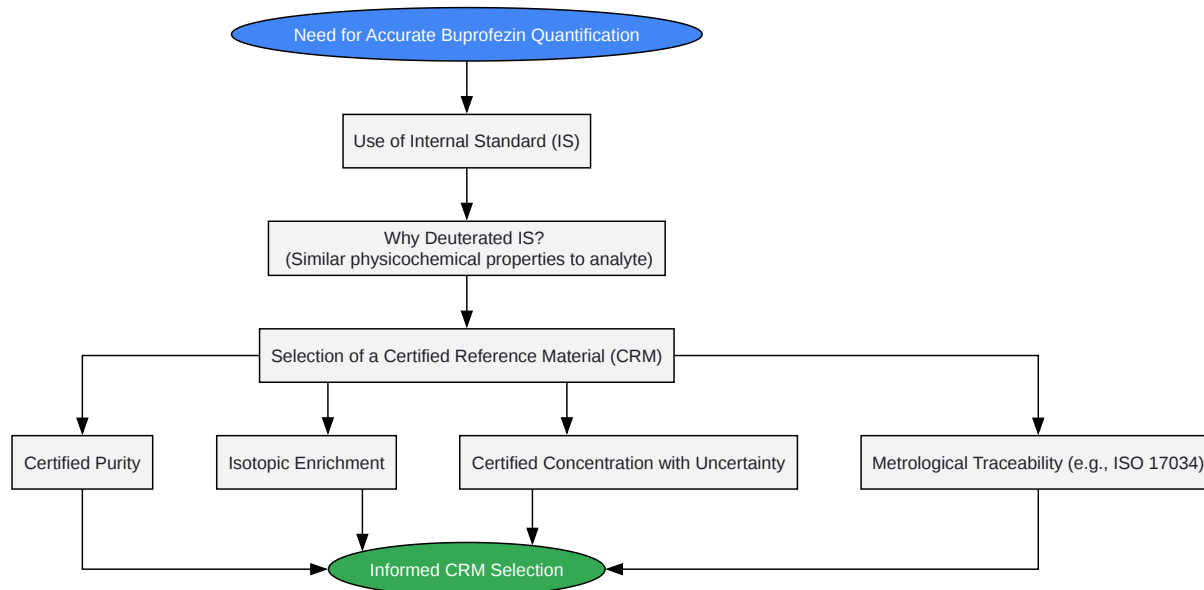 Need for Accurate Buprofezin Quantification
Use of Internal Standard (IS)
Why Deuterated IS?
(Similar physicochemical properties to analyte)
Selection of a Certified Reference Material (CRM)
Certified Purity
Isotopic Enrichment
Certified Concentration with Uncertainty
Metrological Traceability (e.g., ISO 17034)
Informed CRM Selection